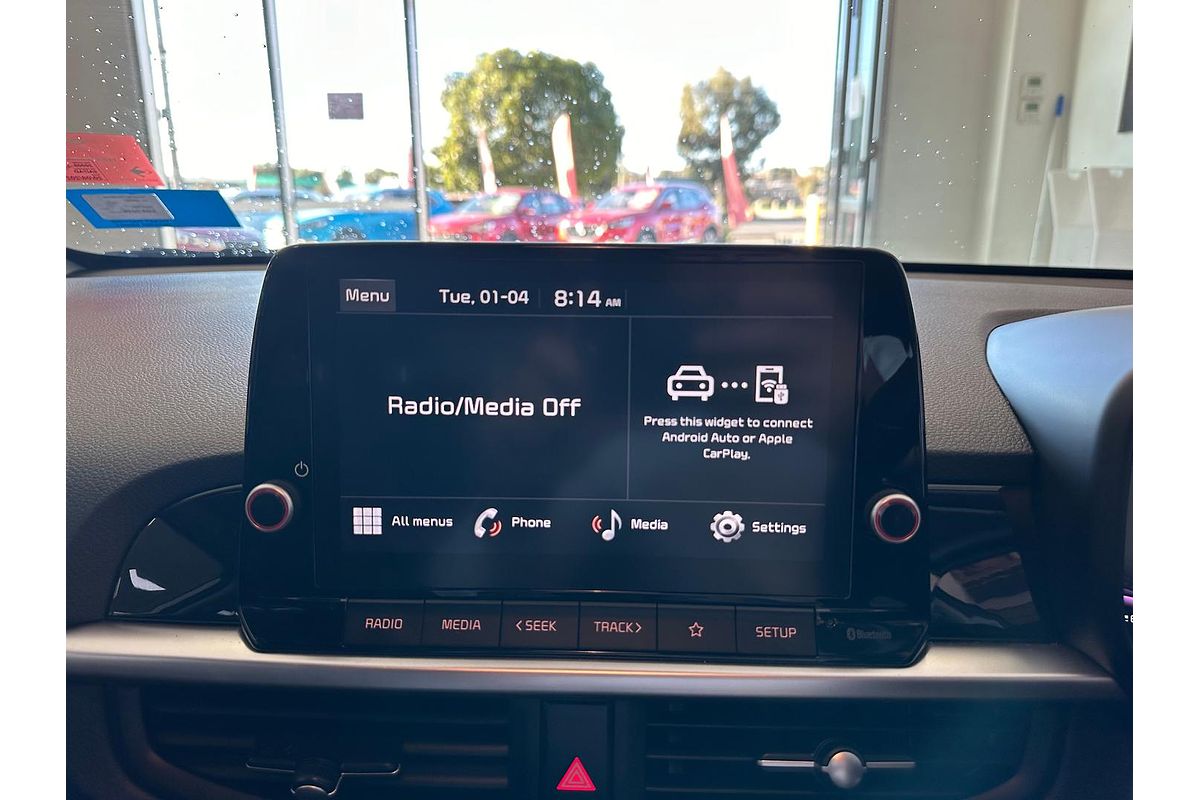 Menu
Tue, 01-04
8:14 AM
Radio/Media Off
Press this widget to connect
Android Auto or Apple
CarPlay.
All menus
Phone
Media
Settings
RADIO
MEDIA
< SEEK
TRACK >
SETUP
Bluetooth